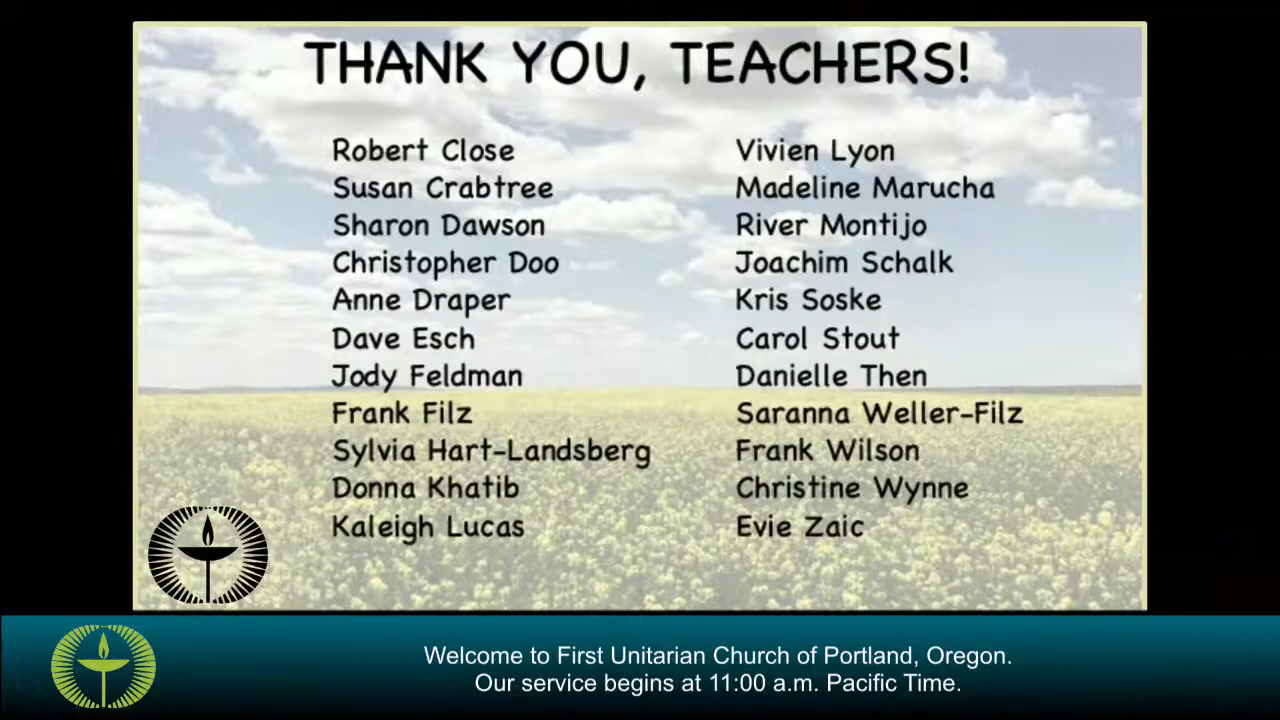 THANK YOU, TEACHERS!
Robert Close
Susan Crabtree
Sharon Dawson
Christopher Doo
Anne Draper
Dave Esch
Jody Feldman
Frank Filz
Sylvia Hart-Landsberg
Donna Khatib
Kaleigh Lucas
Vivien Lyon
Madeline Marucha
River Montijo
Joachim Schalk
Kris Soske
Carol Stout
Danielle Then
Saranna Weller-Filz
Frank Wilson
Christine Wynne
Evie Zaic
Welcome to First Unitarian Church of Portland, Oregon.
Our service begins at 11:00 a.m. Pacific Time.